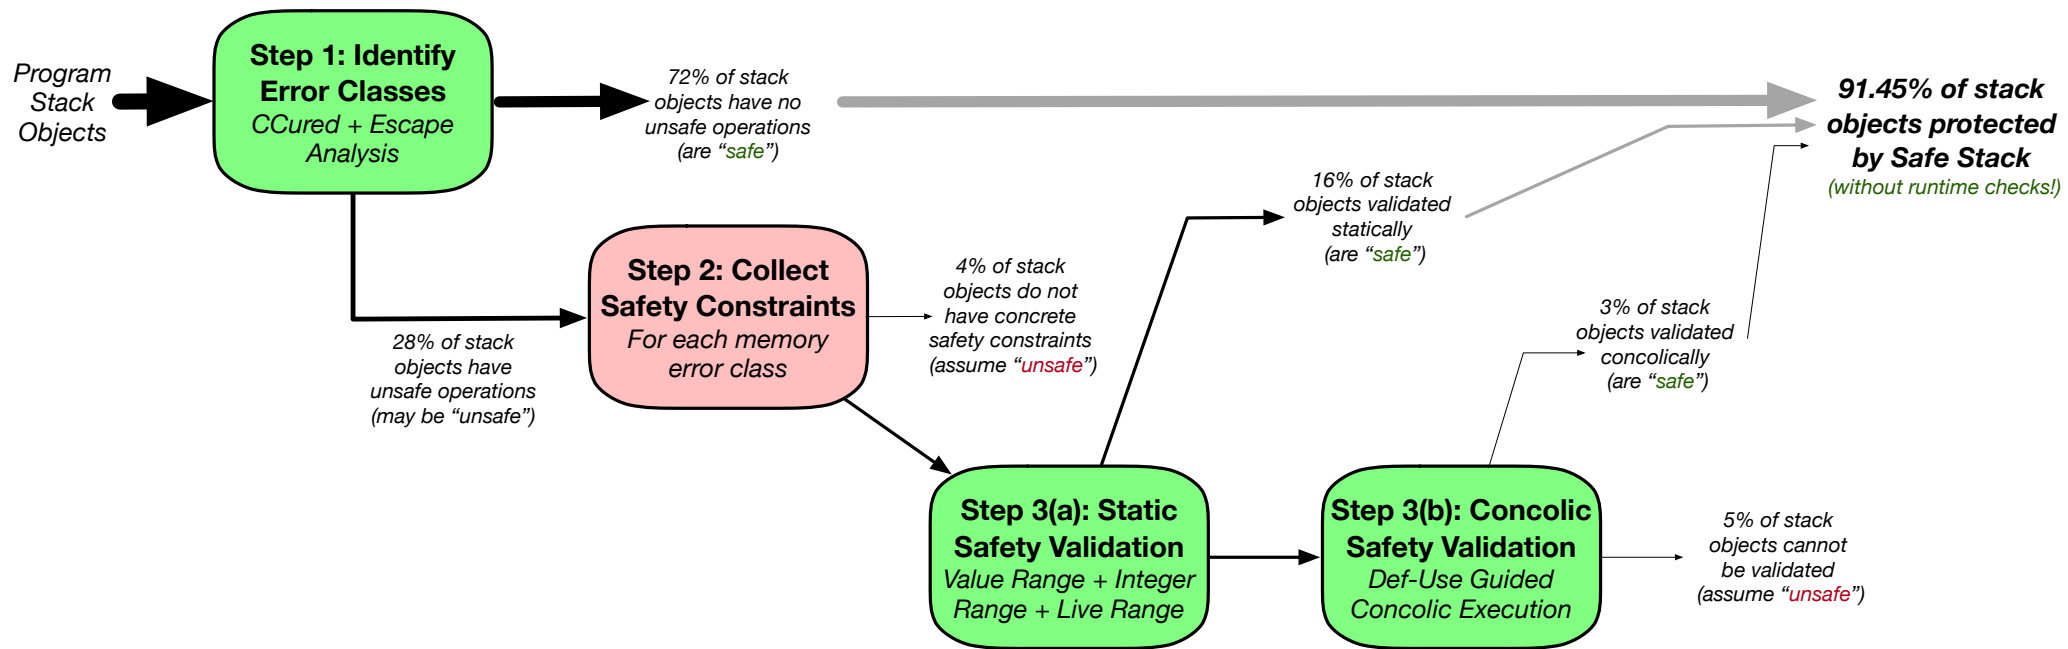 Program
Stack
Objects
Step 1: Identify
Error Classes
CCured + Escape
Analysis
72% of stack
objects have no
unsafe operations
(are “safe”)
91.45% of stack
objects protected
by Safe Stack
(without runtime checks!)
28% of stack
objects have
unsafe operations
(may be “unsafe”)
Step 2: Collect
Safety Constraints
For each memory
error class
4% of stack
objects do not
have concrete
safety constraints
(assume “unsafe”)
16% of stack
objects validated
statically
(are “safe”)
3% of stack
objects validated
concolically
(are “safe”)
Step 3(a): Static
Safety Validation
Value Range + Integer
Range + Live Range
Step 3(b): Concolic
Safety Validation
Def-Use Guided
Concolic Execution
5% of stack
objects cannot
be validated
(assume “unsafe”)